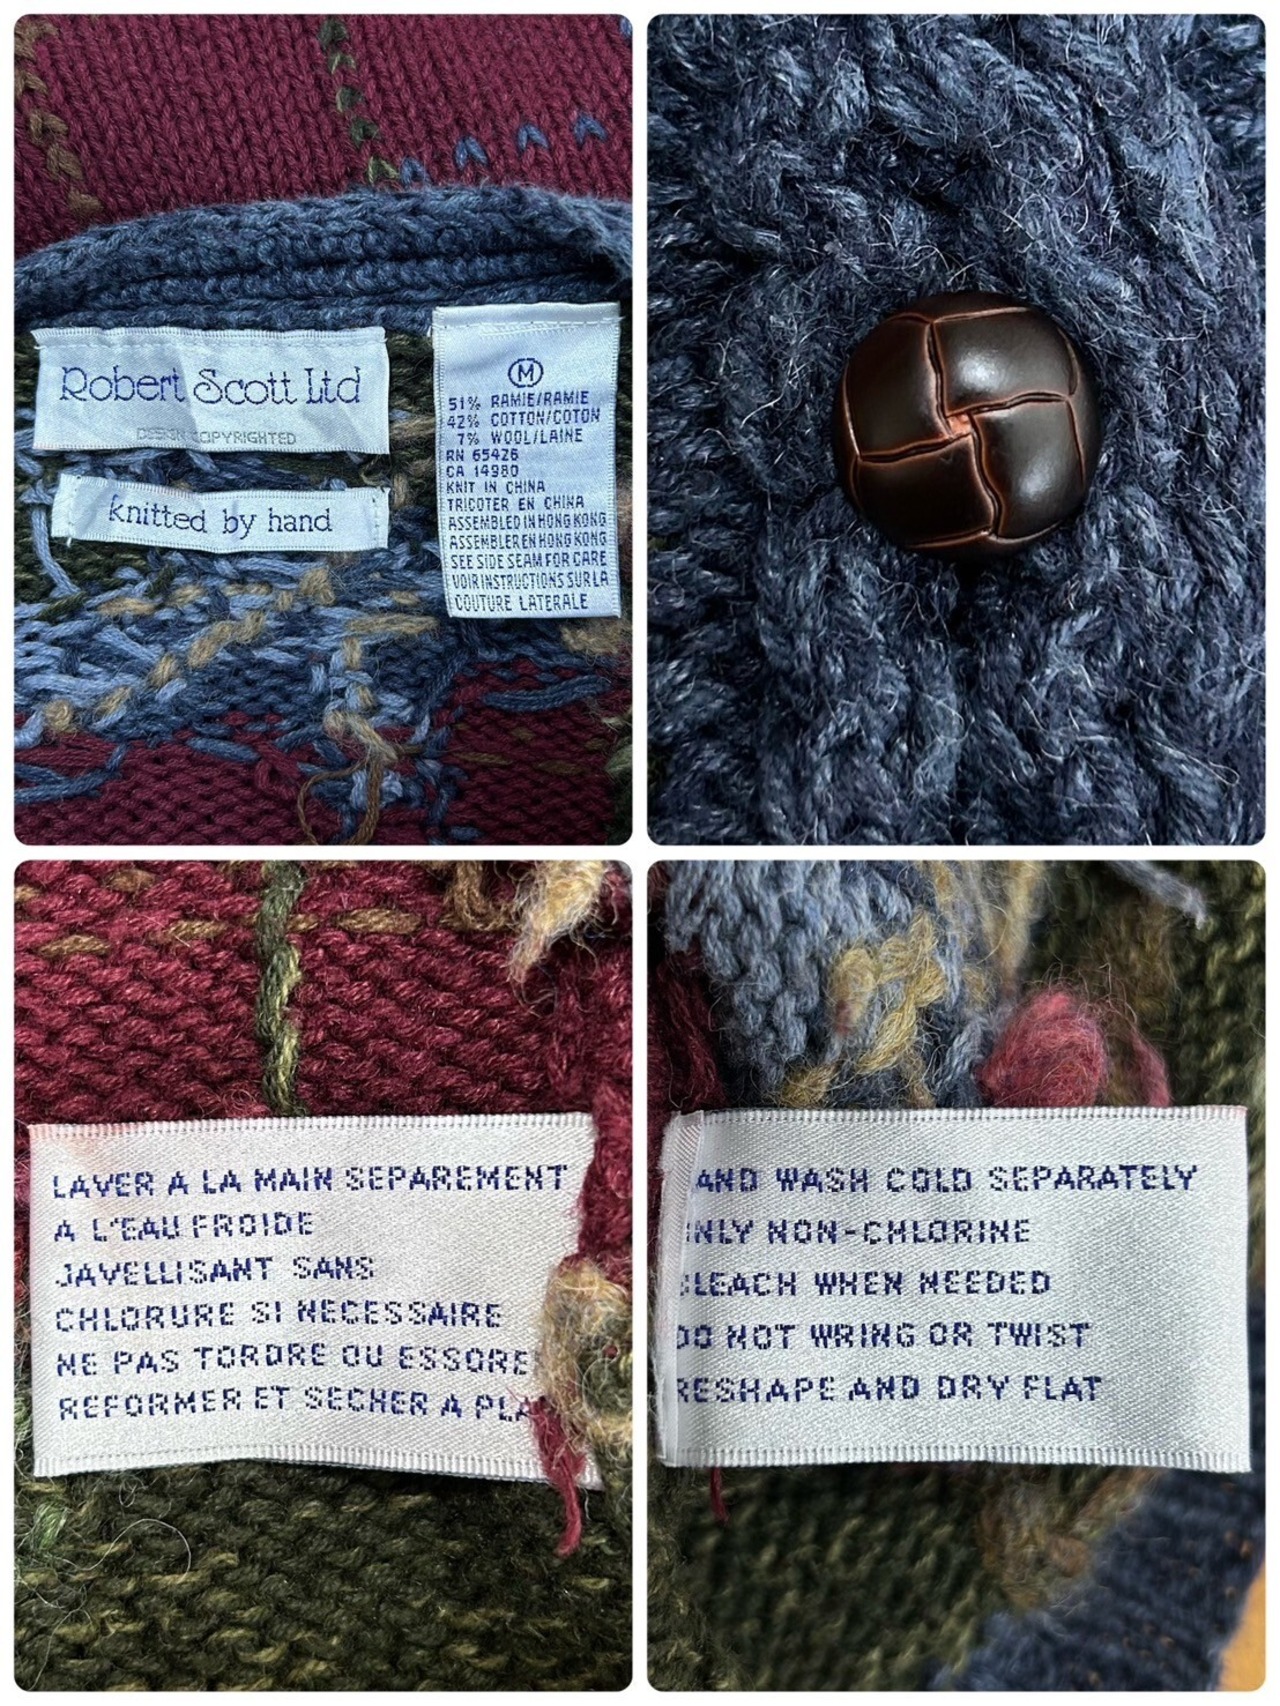 Robert Scott Ltd
DESIGN COPYRIGHTED
knitted by hand
M
51% RAMIE/RAMIE
42% COTTON/COTON
7% WOOL/LAINE
RN 65426
CA 14980
KNIT IN CHINA
TRICOTER EN CHINA
ASSEMBLED IN HONG KONG
ASSEMBLER EN HONG KONG
SEE SIDE SEAM FOR CARE
VOIR INSTRUCTIONS SUR LA
COUTURE LATERALE
LAVER A LA MAIN SEPAREMENT
A L'EAU FROIDE
JAVELLISANT SANS
CHLORURE SI NECESSAIRE
NE PAS TORDRE OU ESSORE
REFORMER ET SECHER A PLA
AND WASH COLD SEPARATELY
NLY NON-CHLORINE
LEACH WHEN NEEDED
DO NOT WRING OR TWIST
RESHAPE AND DRY FLAT